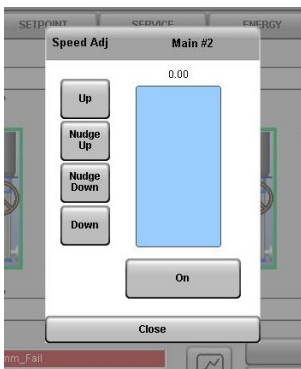 SETPOINT SERVICE ENERGY
Speed Adj Main #2
0.00
Up
Nudge
Up
Nudge
Down
Down
On
Close
mm_Fail